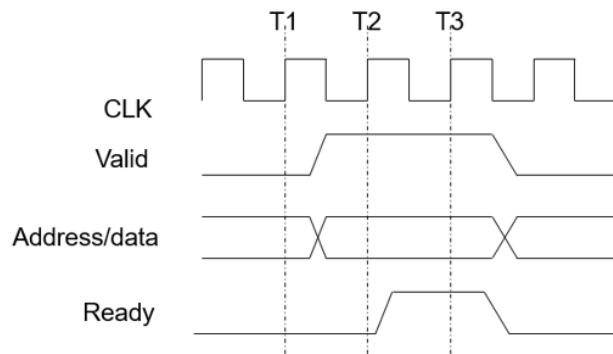 T1 T2 T3
CLK
Valid
Address/data
Ready